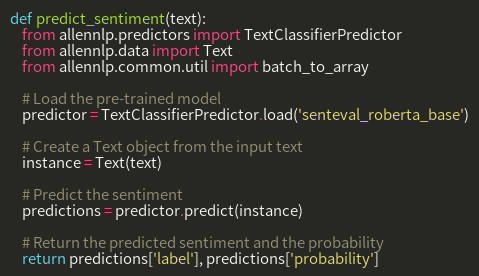 def predict_sentiment(text):
from allennlp.predictors import TextClassifierPredictor
from allennlp.data import Text
from allennlp.common.util import batch_to_array
# Load the pre-trained model
predictor = TextClassifierPredictor.load('senteval_roberta_base')
# Create a Text object from the input text
instance = Text(text)
# Predict the sentiment
predictions = predictor.predict(instance)
# Return the predicted sentiment and the probability
return predictions['label'], predictions['probability']